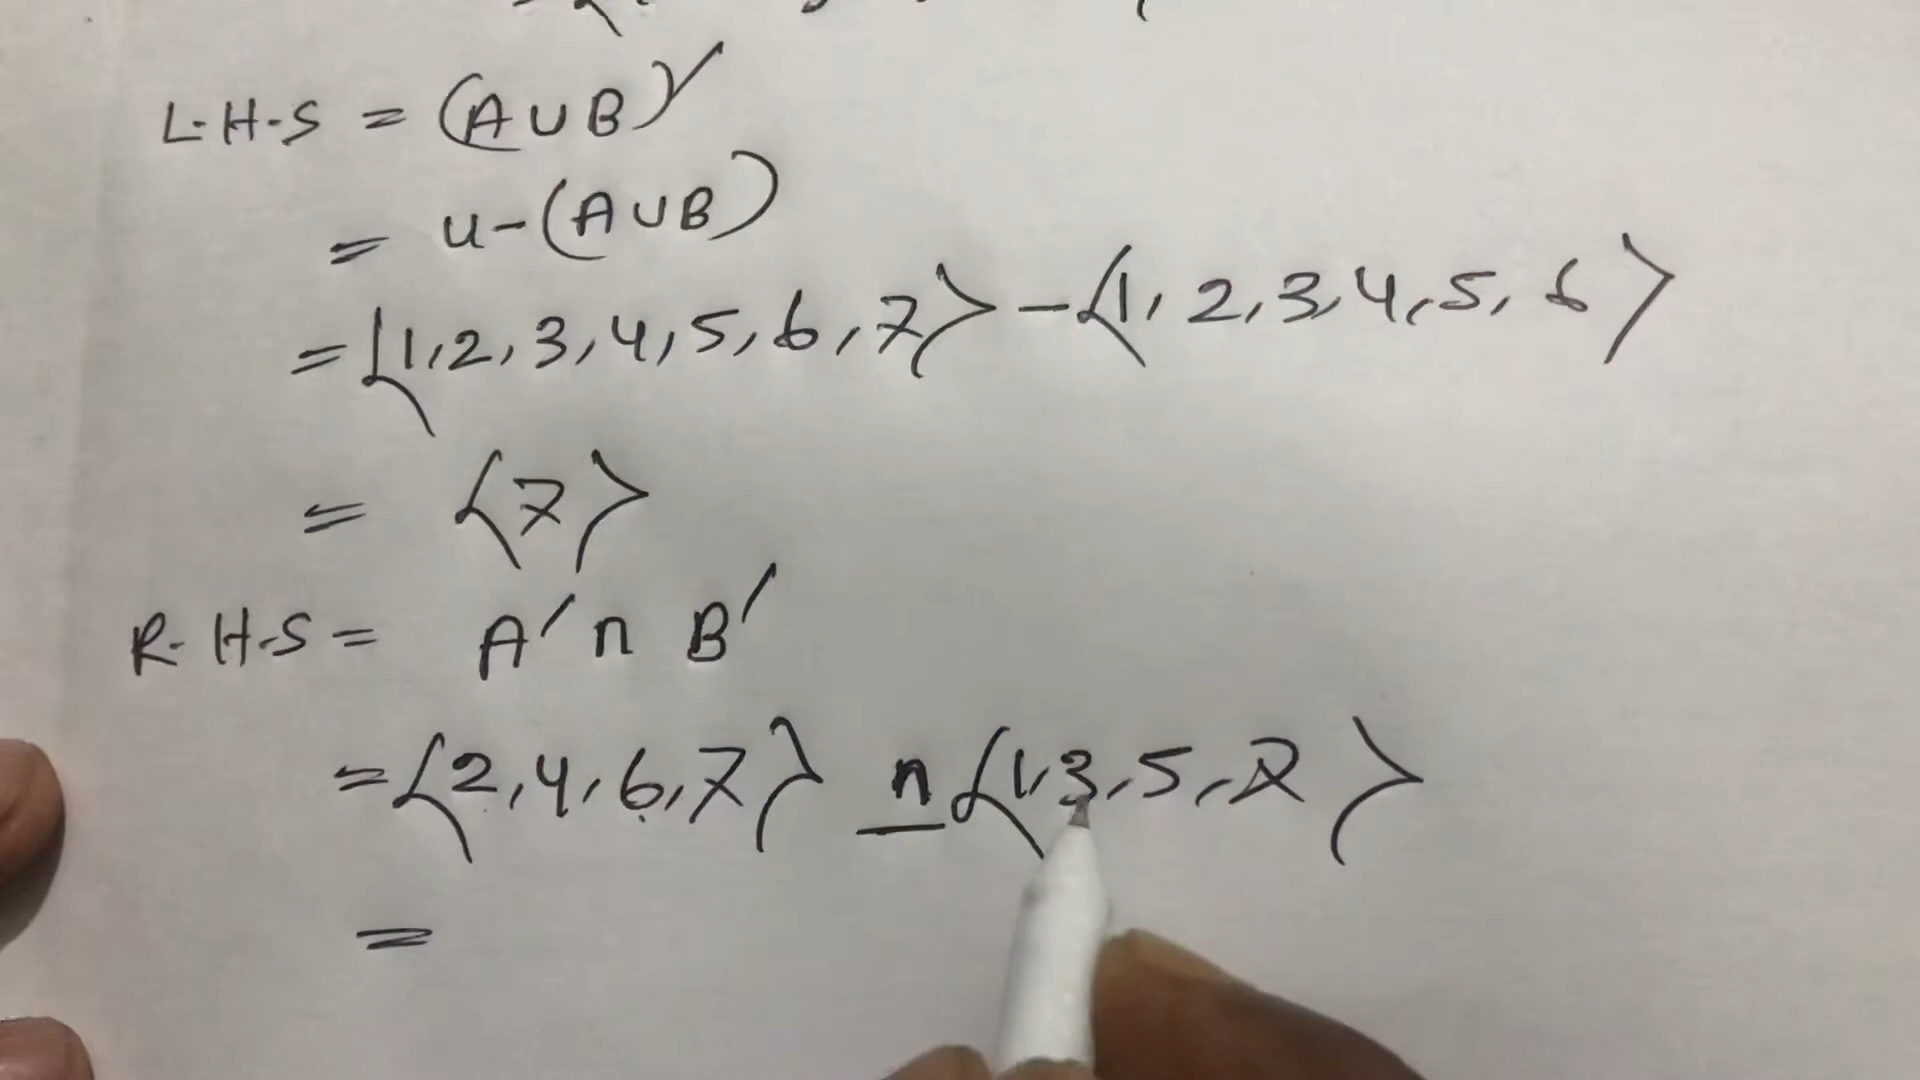 L.H.S = (A∪B)′
= u-(A∪B)
={1,2,3,4,5,6,7}-{1,2,3,4,5,6}
= {7}
R.H.S= A′∩B′
={2,4,6,7}∩{1,3,5,7}
=